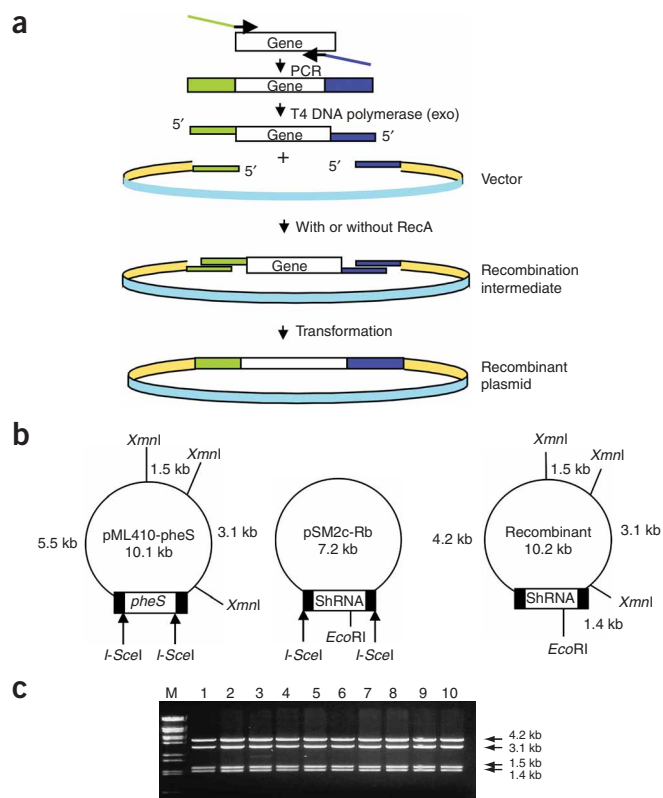 a
Gene
PCR
Gene
T4 DNA polymerase (exo)
5′
Gene
5′
+
5′
5′
Vector
With or without RecA
Gene
Recombination
intermediate
Transformation
Recombinant
plasmid
b
XmnI
XmnI
1.5 kb
5.5 kb
pML410-pheS
10.1 kb
3.1 kb
pheS
XmnI
I-SceI
I-SceI
pSM2c-Rb
7.2 kb
ShRNA
EcoRI
I-SceI
I-SceI
XmnI
XmnI
1.5 kb
4.2 kb
Recombinant
10.2 kb
3.1 kb
ShRNA
XmnI
1.4 kb
EcoRI
c
M 1 2 3 4 5 6 7 8 9 10
4.2 kb
3.1 kb
1.5 kb
1.4 kb